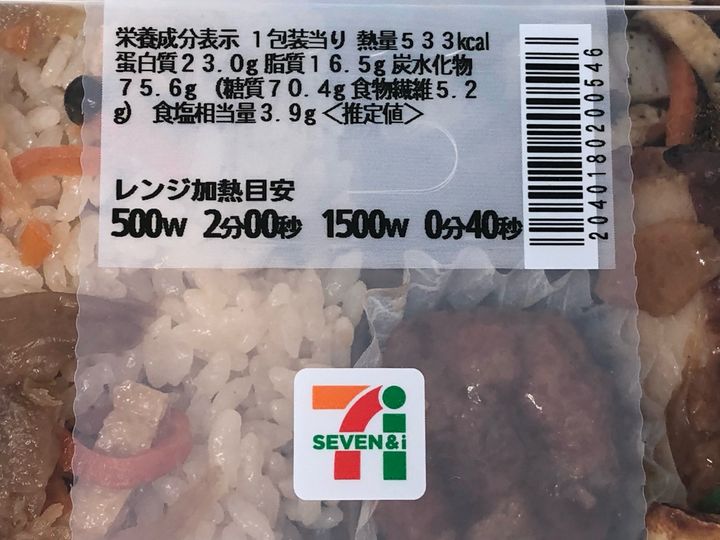 栄養成分表示 1包装当り 熱量533kcal
蛋白質23.0g 脂質16.5g 炭水化物
75.6g (糖質70.4g 食物繊維5.2
g) 食塩相当量3.9g<推定値>
レンジ加熱目安
500W 2分00秒 1500W 0分40秒
2040180200646
7i
SEVEN&i